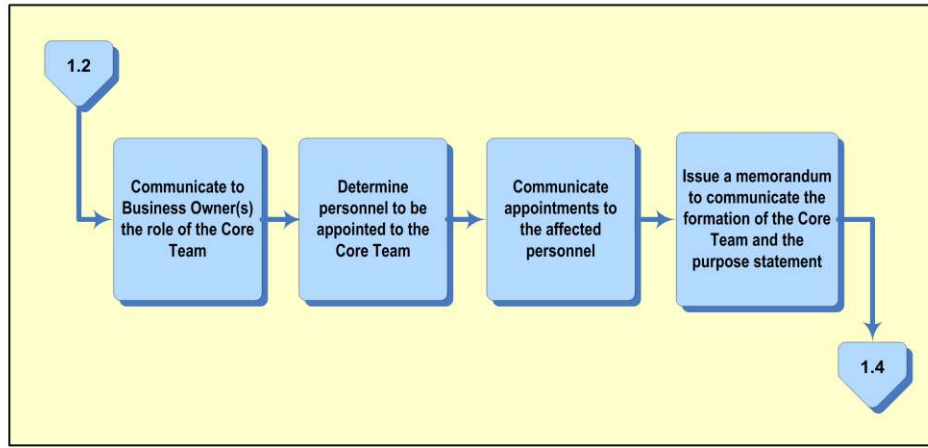 1.2
Communicate to
Business Owner(s)
the role of the Core
Team
Determine
personnel to be
appointed to the
Core Team
Communicate
appointments to
the affected
personnel
Issue a memorandum
to communicate the
formation of the Core
Team and the
purpose statement
1.4